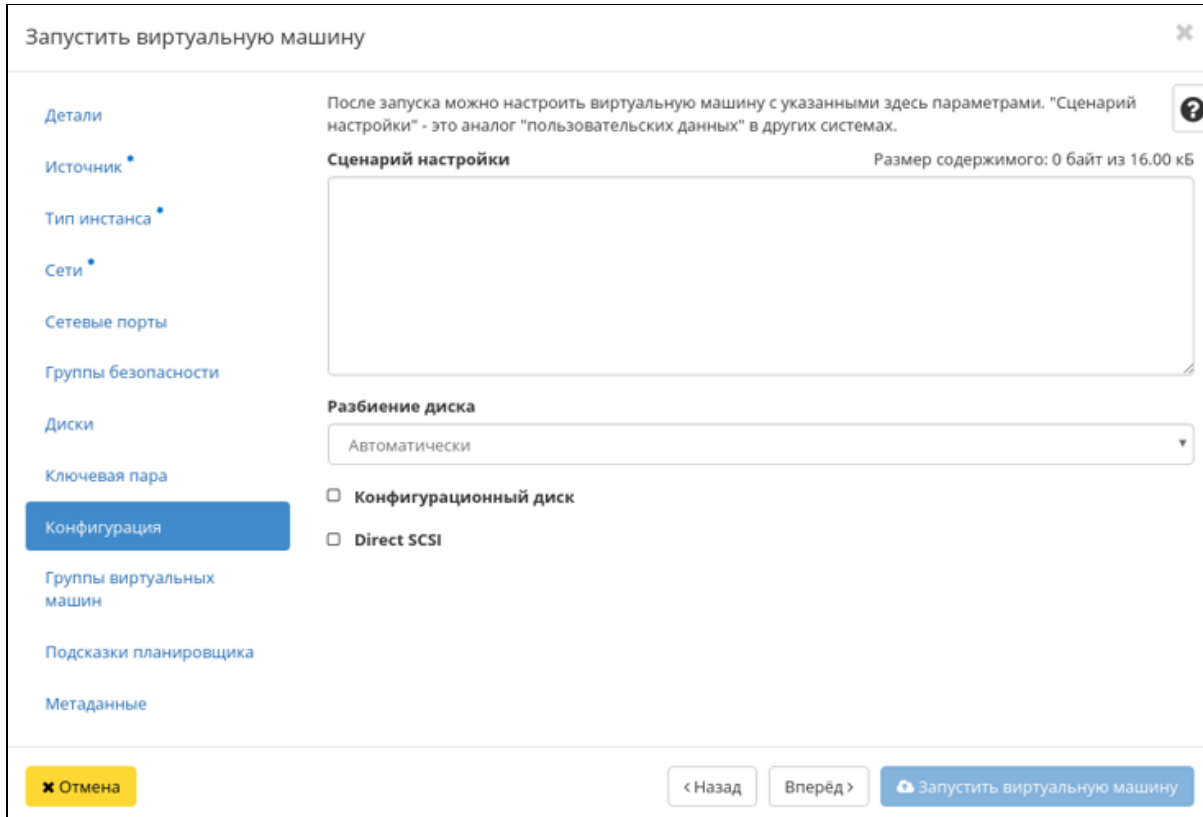 Запустить виртуальную машину
Детали
Источник *
Тип инстанса *
Сети *
Сетевые порты
Группы безопасности
Диски
Ключевая пара
Конфигурация
Группы виртуальных
машин
Подсказки планировщика
Метаданные
После запуска можно настроить виртуальную машину с указанными здесь параметрами. "Сценарий
настройки" - это аналог "пользовательских данных" в других системах.
Сценарий настройки
Размер содержимого: 0 байт из 16.00 кБ
Разбиение диска
Автоматически
Конфигурационный диск
Direct SCSI
Отмена
< Назад
Вперёд >
Запустить виртуальную машину